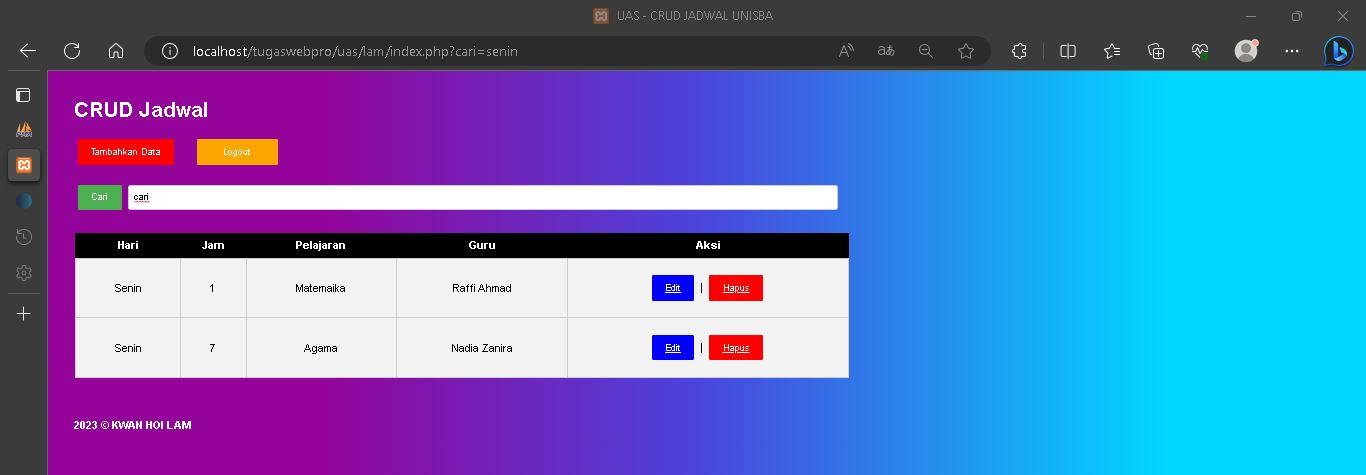 UAS - CRUD JADWAL UNISBA
localhost/tugaswebpro/uas/lam/index.php?cari=senin
CRUD Jadwal
Tambahkan Data Logout
Cari cari
Hari Jam Pelajaran Guru Aksi
Senin 1 Matemaika Raffi Ahmad Edit | Hapus
Senin 7 Agama Nadia Zanira Edit | Hapus
2023 © KWAN HOI LAM